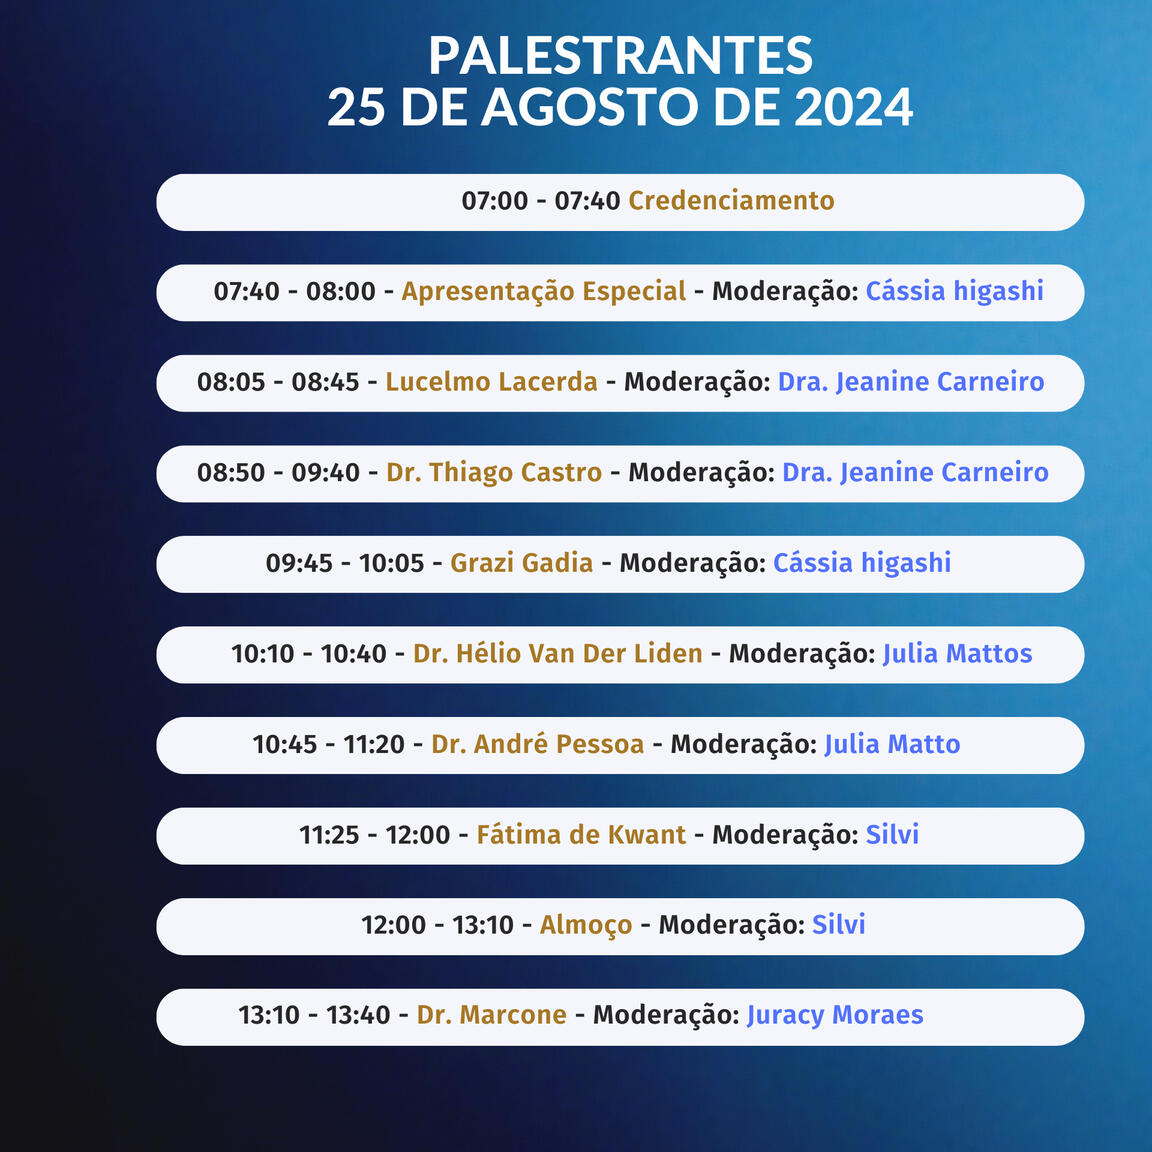 PALESTRANTES
25 DE AGOSTO DE 2024
07:00 - 07:40 Credenciamento
07:40 - 08:00 - Apresentação Especial - Moderação: Cássia higashi
08:05 - 08:45 - Lucelmo Lacerda - Moderação: Dra. Jeanine Carneiro
08:50 - 09:40 - Dr. Thiago Castro - Moderação: Dra. Jeanine Carneiro
09:45 - 10:05 - Grazi Gadia - Moderação: Cássia higashi
10:10 - 10:40 - Dr. Hélio Van Der Liden - Moderação: Julia Mattos
10:45 - 11:20 - Dr. André Pessoa - Moderação: Julia Matto
11:25 - 12:00 - Fátima de Kwant - Moderação: Silvi
12:00 - 13:10 - Almoço - Moderação: Silvi
13:10 - 13:40 - Dr. Marcone - Moderação: Juracy Moraes